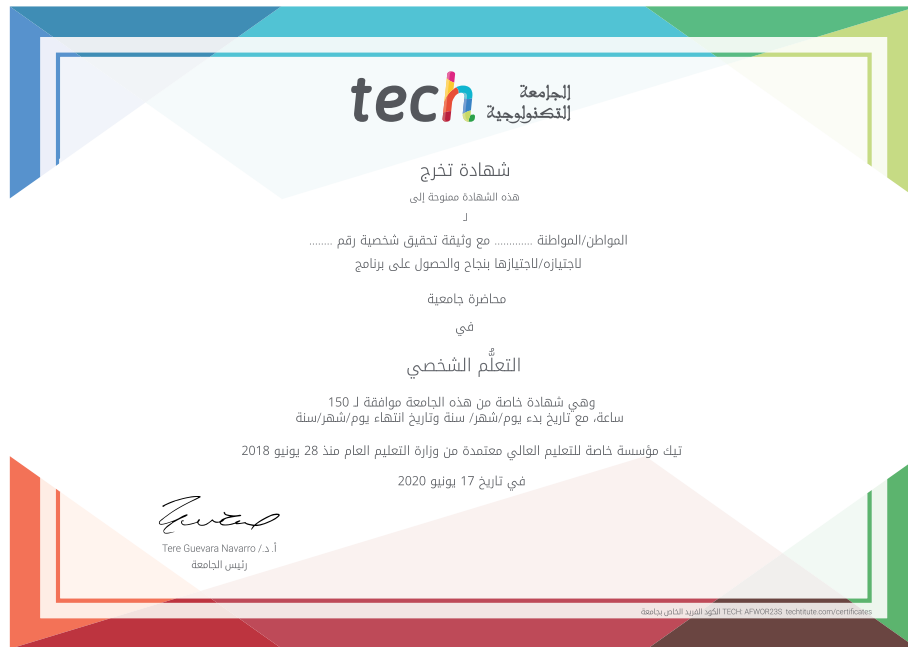 tech الجامعة
التكنولوجية
شهادة تخرج
هذه الشهادة ممنوحة إلى
لـ
المواطن/المواطنة ............. مع وثيقة تحقيق شخصية رقم ........
لاجتيازه/لاجتيازها بنجاح والحصول على برنامج
محاضرة جامعية
في
التعلُّم الشخصي
وهي شهادة خاصة من هذه الجامعة موافقة لـ 150
ساعة، مع تاريخ بدء يوم/شهر/ سنة وتاريخ انتهاء يوم/شهر/سنة
تيك مؤسسة خاصة للتعليم العالي معتمدة من وزارة التعليم العام منذ 28 يونيو 2018
في تاريخ 17 يونيو 2020
أ. د./ Tere Guevara Navarro
رئيس الجامعة
الكود الفريد الخاص بجامعة TECH: AFWOR23S techtitute.com/certificates